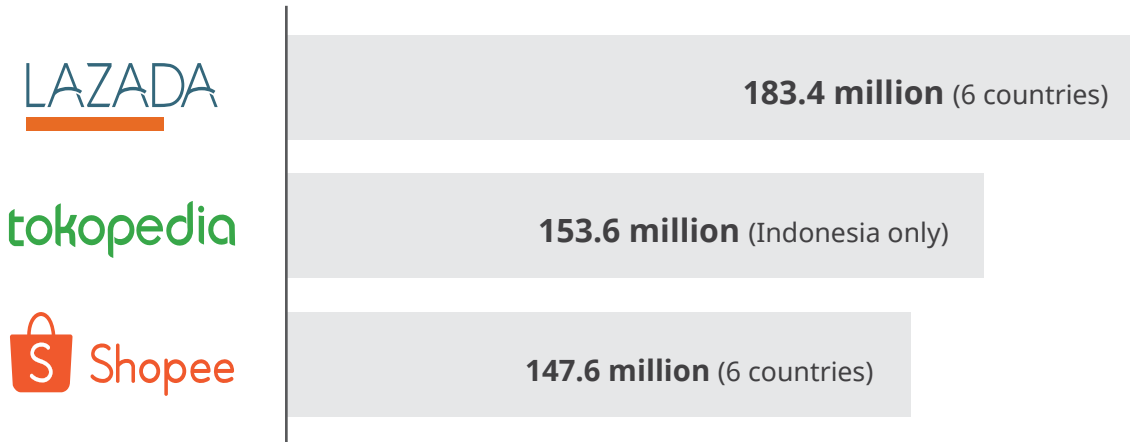 LAZADA
183.4 million (6 countries)
tokopedia
153.6 million (Indonesia only)
S Shopee
147.6 million (6 countries)